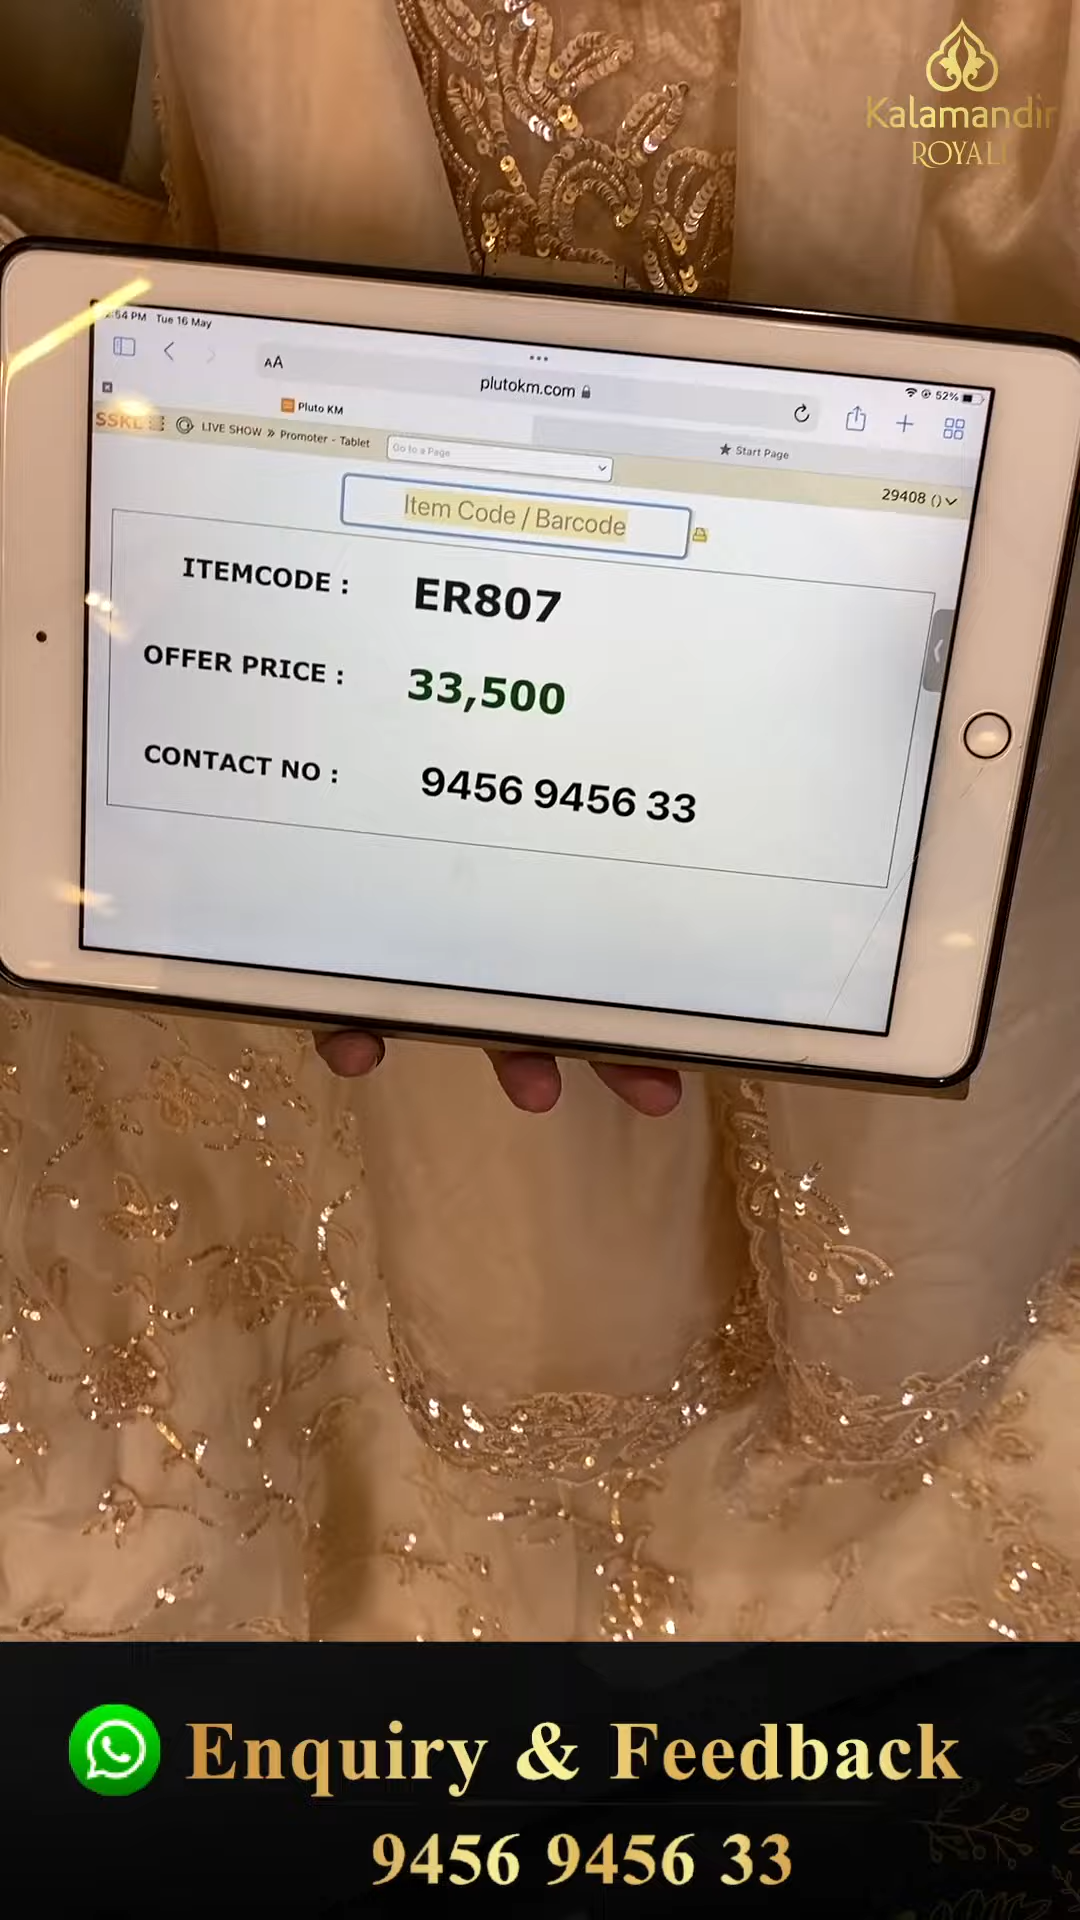 Kalamandir
ROYALE
:54 PM Tue 16 May
AA
plutokm.com
52%
Pluto KM
Start Page
SSKL
LIVE SHOW » Promoter - Tablet
Go to a Page
29408 ()
Item Code / Barcode
ITEMCODE : ER807
OFFER PRICE : 33,500
CONTACT NO : 9456 9456 33
Enquiry & Feedback
9456 9456 33